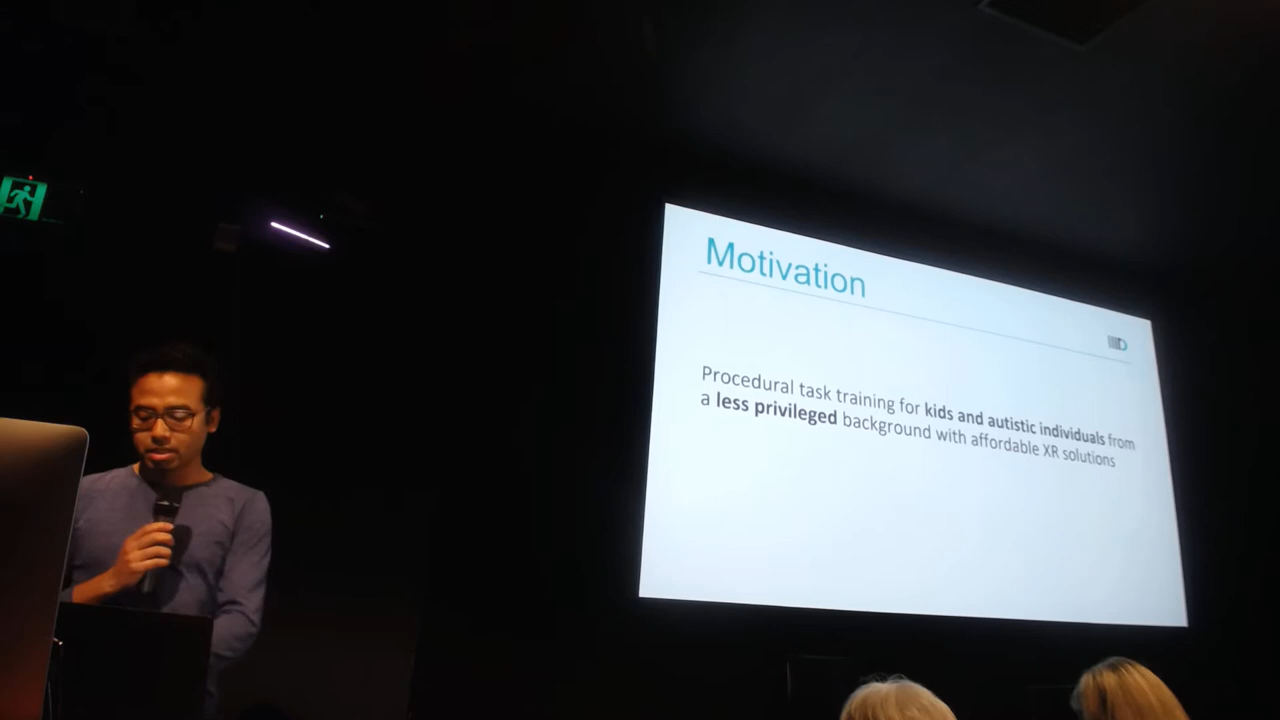 Motivation
Procedural task training for kids and autistic individuals from
a less privileged background with affordable XR solutions